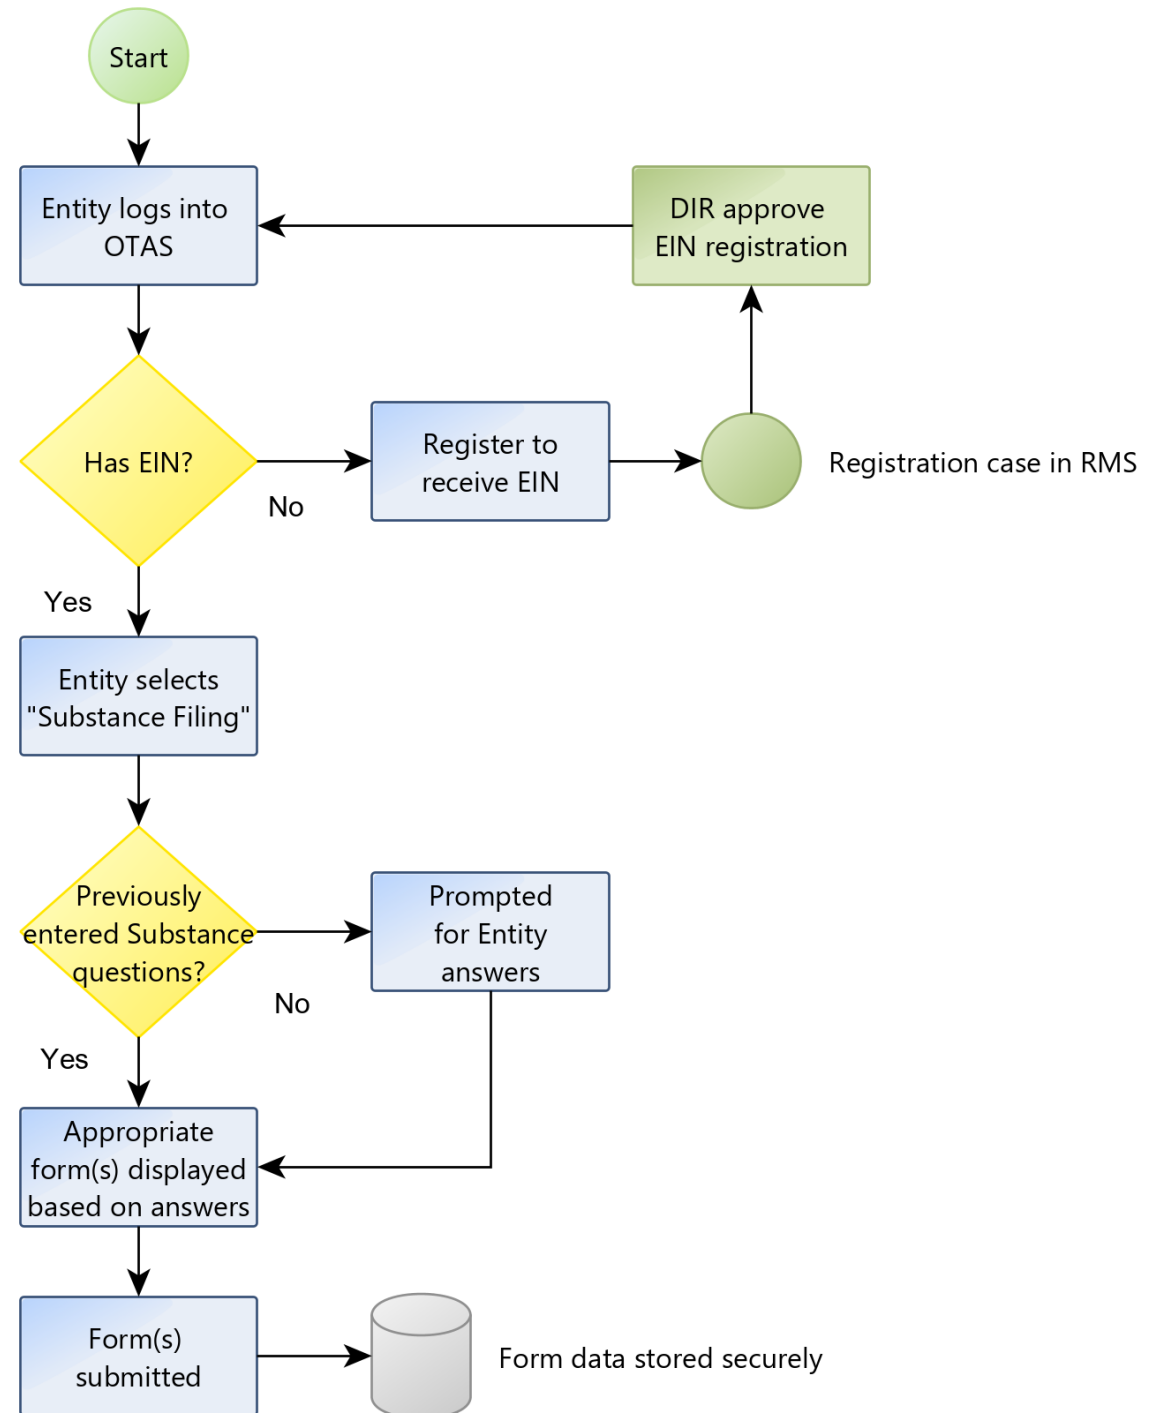 Start
Entity logs into
OTAS
DIR approve
EIN registration
Has EIN?
No
Register to
receive EIN
Registration case in RMS
Yes
Entity selects
"Substance Filing"
Previously
entered Substance
questions?
No
Prompted
for Entity
answers
Yes
Appropriate
form(s) displayed
based on answers
Form(s)
submitted
Form data stored securely